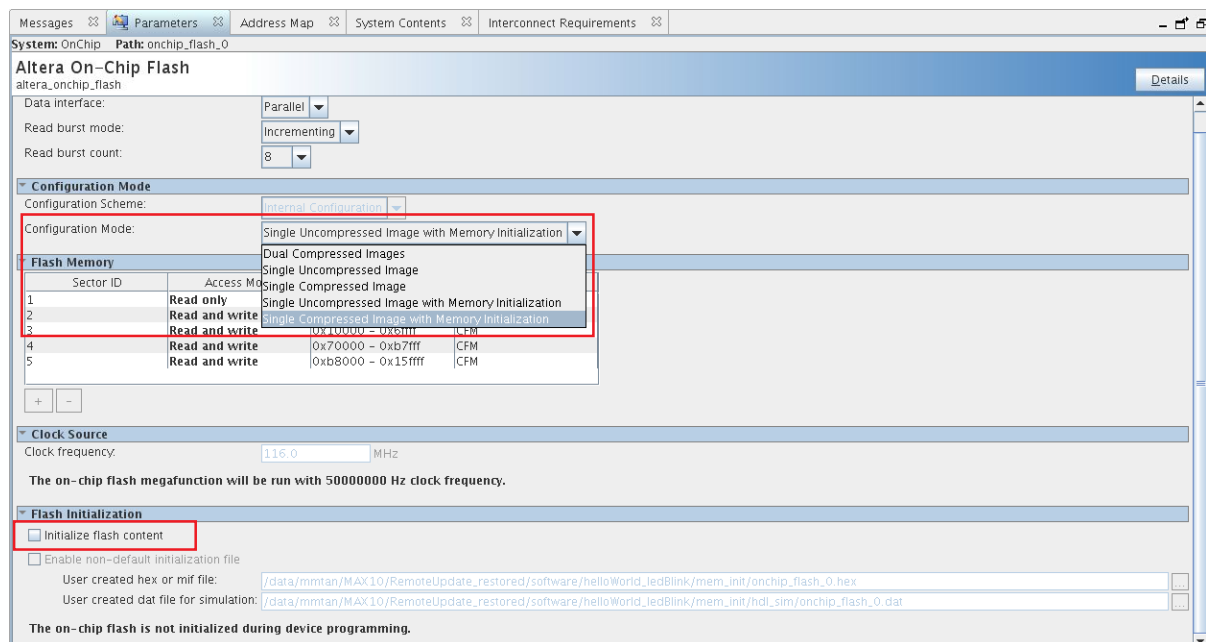 Messages Parameters Address Map System Contents Interconnect Requirements
System: OnChip Path: onchip_flash_0
Altera On-Chip Flash
altera_onchip_flash
Details
Data interface: Parallel
Read burst mode: Incrementing
Read burst count: 8
Configuration Mode
Configuration Scheme: Internal Configuration
Configuration Mode: Single Uncompressed Image with Memory Initialization
Dual Compressed Images
Flash Memory
Single Uncompressed Image
Sector ID Access Mo Single Compressed Image
1 Read only Single Uncompressed Image with Memory Initialization
2 Read and write Single Compressed Image with Memory Initialization
3 Read and write 0x10000 - 0x6ffff CFM
4 Read and write 0x70000 - 0xb7fff CFM
5 Read and write 0xb8000 - 0x15ffff CFM
+ -
Clock Source
Clock frequency: 116.0 MHz
The on-chip flash megafunction will be run with 50000000 Hz clock frequency.
Flash Initialization
Initialize flash content
Enable non-default initialization file
User created hex or mif file: /data/mmtan/MAX10/RemoteUpdate_restored/software/helloWorld_ledBlink/mem_init/onchip_flash_0.hex ...
User created dat file for simulation: /data/mmtan/MAX10/RemoteUpdate_restored/software/helloWorld_ledBlink/mem_init/hdl_sim/onchip_flash_0.dat ...
The on-chip flash is not initialized during device programming.